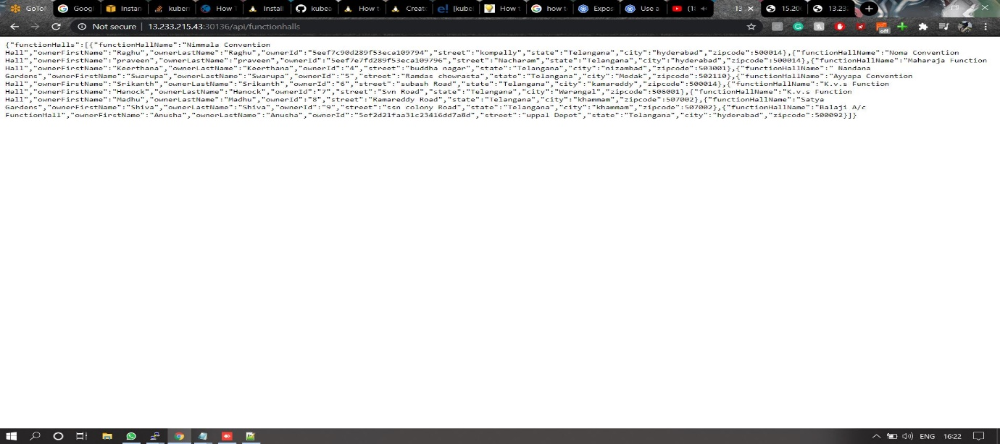 GoToM
Googl
Instan
kubern
How T
Install
kubea
How t
Create
[kube
How t
how t
Expos
Use a
(1
13
15.20
13.23
Not secure | 13.233.215.43:30136/api/functionhalls
off
{"functionHalls":[{"functionHallName":"Nimmala Convention
Hall","ownerFirstName":"Raghu","ownerLastName":"Raghu","ownerId":"5eef7c90d289f53eca109794","street":"kompally","state":"Telangana","city":"hyderabad","zipcode":500014},{"functionHallName":"Noma Convention
Hall","ownerFirstName":"praveen","ownerLastName":"praveen","ownerId":"5eef7e7fd289f53eca109796","street":"Nacharam","state":"Telangana","city":"hyderabad","zipcode":500014},{"functionHallName":"Maharaja Function
Hall","ownerFirstName":"Keerthana","ownerLastName":"Keerthana","ownerId":"4","street":"buddha nagar","state":"Telangana","city":"nizambad","zipcode":503001},{"functionHallName":" Nandana
Gardens","ownerFirstName":"Swarupa","ownerLastName":"Swarupa","ownerId":"5","street":"Ramdas chowrasta","state":"Telangana","city":"Medak","zipcode":502110},{"functionHallName":"Ayyapa Convention
Hall","ownerFirstName":"Srikanth","ownerLastName":"Srikanth","ownerId":"6","street":"subash Road","state":"Telangana","city":"kamareddy","zipcode":500014},{"functionHallName":"K.v.s Function
Hall","ownerFirstName":"Hanock","ownerLastName":"Hanock","ownerId":"7","street":"Svn Road","state":"Telangana","city":"Warangal","zipcode":506001},{"functionHallName":"K.v.s Function
Hall","ownerFirstName":"Madhu","ownerLastName":"Madhu","ownerId":"8","street":"Ramareddy Road","state":"Telangana","city":"khammam","zipcode":507002},{"functionHallName":"Satya
Gardens","ownerFirstName":"Shiva","ownerLastName":"Shiva","ownerId":"9","street":"ssn colony Road","state":"Telangana","city":"khammam","zipcode":507002},{"functionHallName":"Balaji A/c
FunctionHall","ownerFirstName":"Anusha","ownerLastName":"Anusha","ownerId":"5ef2d21faa31c23416dd7a8d","street":"uppal Depot","state":"Telangana","city":"hyderabad","zipcode":500092}]}
ENG 16:22